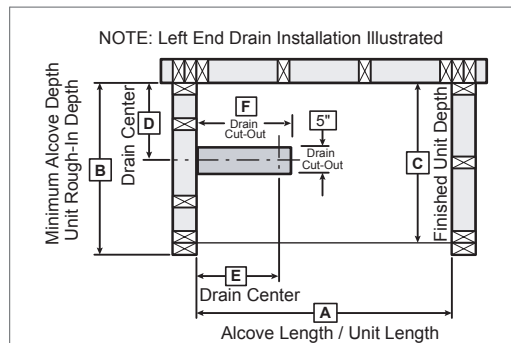 NOTE: Left End Drain Installation Illustrated
F
Drain
Cut-Out
5"
Drain
Cut-Out
D
Drain Center
B
Minimum Alcove Depth
Unit Rough-In Depth
C
Finished Unit Depth
E
Drain Center
A
Alcove Length / Unit Length